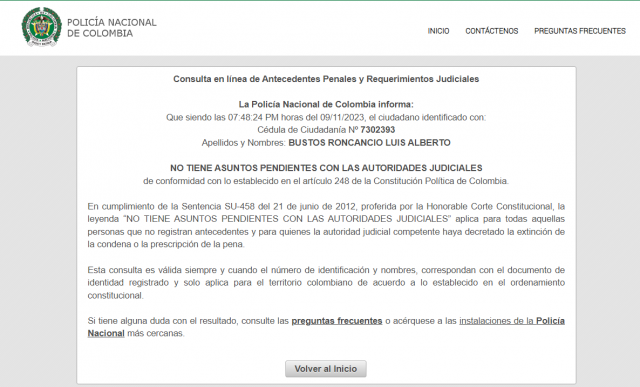 POLICÍA NACIONAL
DE COLOMBIA
INICIO CONTÁCTENOS PREGUNTAS FRECUENTES
Consulta en línea de Antecedentes Penales y Requerimientos Judiciales
La Policía Nacional de Colombia informa:
Que siendo las 07:48:24 PM horas del 09/11/2023, el ciudadano identificado con:
Cédula de Ciudadanía Nº 7302393
Apellidos y Nombres: BUSTOS RONCANCIO LUIS ALBERTO
NO TIENE ASUNTOS PENDIENTES CON LAS AUTORIDADES JUDICIALES
de conformidad con lo establecido en el artículo 248 de la Constitución Política de Colombia.
En cumplimiento de la Sentencia SU-458 del 21 de junio de 2012, proferida por la Honorable Corte Constitucional, la
leyenda "NO TIENE ASUNTOS PENDIENTES CON LAS AUTORIDADES JUDICIALES" aplica para todas aquellas
personas que no registran antecedentes y para quienes la autoridad judicial competente haya decretado la extinción de
la condena o la prescripción de la pena.
Esta consulta es válida siempre y cuando el número de identificación y nombres, correspondan con el documento de
identidad registrado y solo aplica para el territorio colombiano de acuerdo a lo establecido en el ordenamiento
constitucional.
Si tiene alguna duda con el resultado, consulte las preguntas frecuentes o acérquese a las instalaciones de la Policía
Nacional más cercanas.
Volver al Inicio